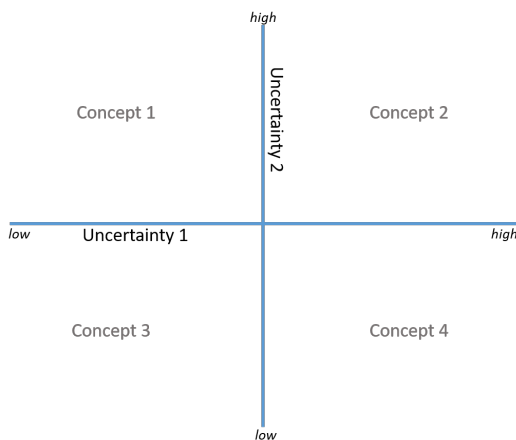 high
Uncertainty 2
Concept 1
Concept 2
low
Uncertainty 1
high
Concept 3
Concept 4
low